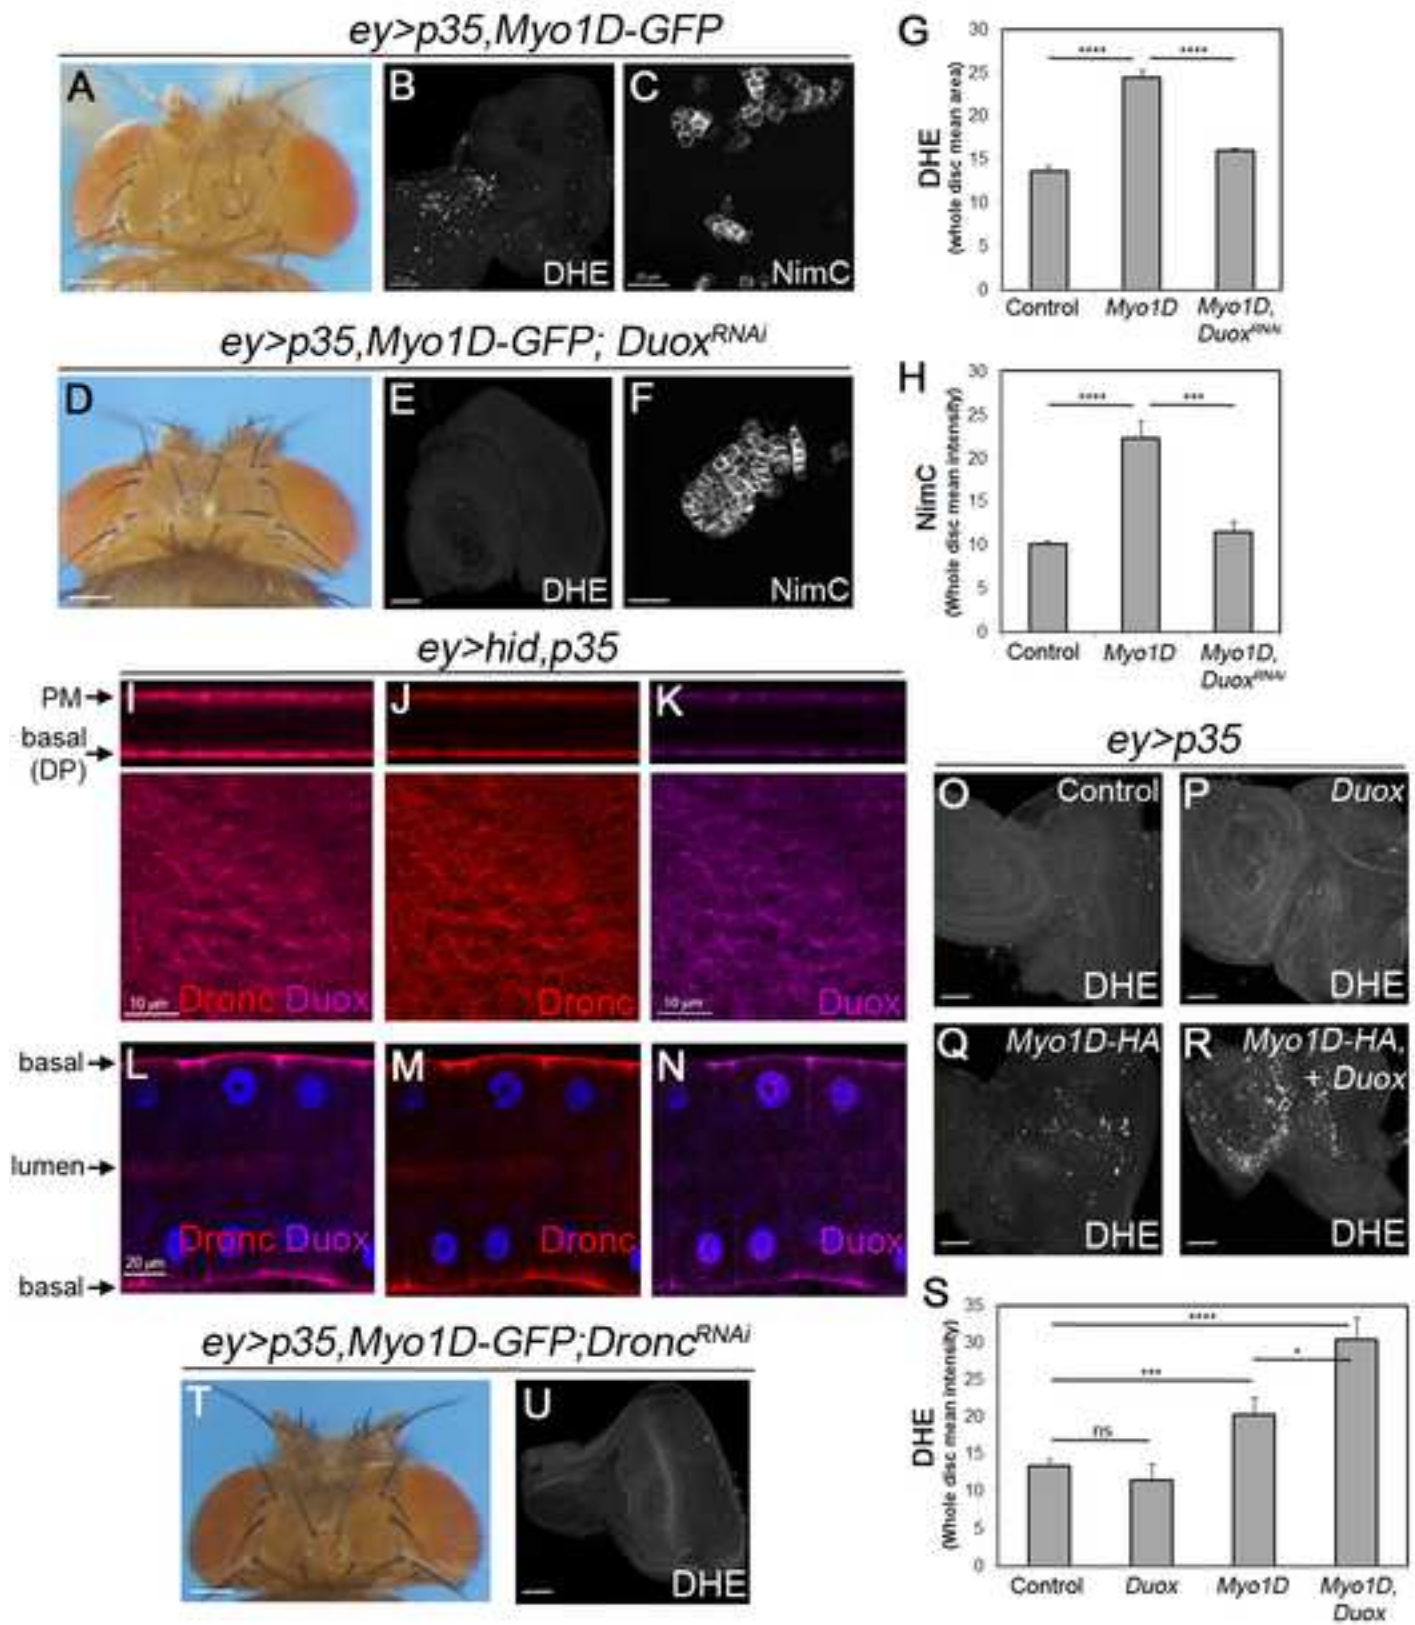 ey>p35,Myo1D-GFP
A
B
DHE
C
NimC
ey>p35,Myo1D-GFP; Duox^RNAi
D
E
DHE
F
NimC
G
DHE
(whole disc mean area)
30
25
20
15
10
5
0
****
****
Control
Myo1D
Myo1D,
Duox^RNAi
H
NimC
(Whole disc mean intensity)
30
25
20
15
10
5
0
****
***
Control
Myo1D
Myo1D,
Duox^RNAi
ey>hid,p35
PM
basal
(DP)
I
J
K
10 µm
Dronc Duox
Dronc
10 µm
Duox
basal
lumen
basal
L
M
N
20 µm
Dronc Duox
Dronc
Duox
ey>p35
O
Control
DHE
P
Duox
DHE
Q
Myo1D-HA
DHE
R
Myo1D-HA,
+ Duox
DHE
S
DHE
(Whole disc mean intensity)
35
30
25
20
15
10
5
0
****
***
*
ns
Control
Duox
Myo1D
Myo1D,
Duox
ey>p35,Myo1D-GFP;Dronc^RNAi
T
U
DHE